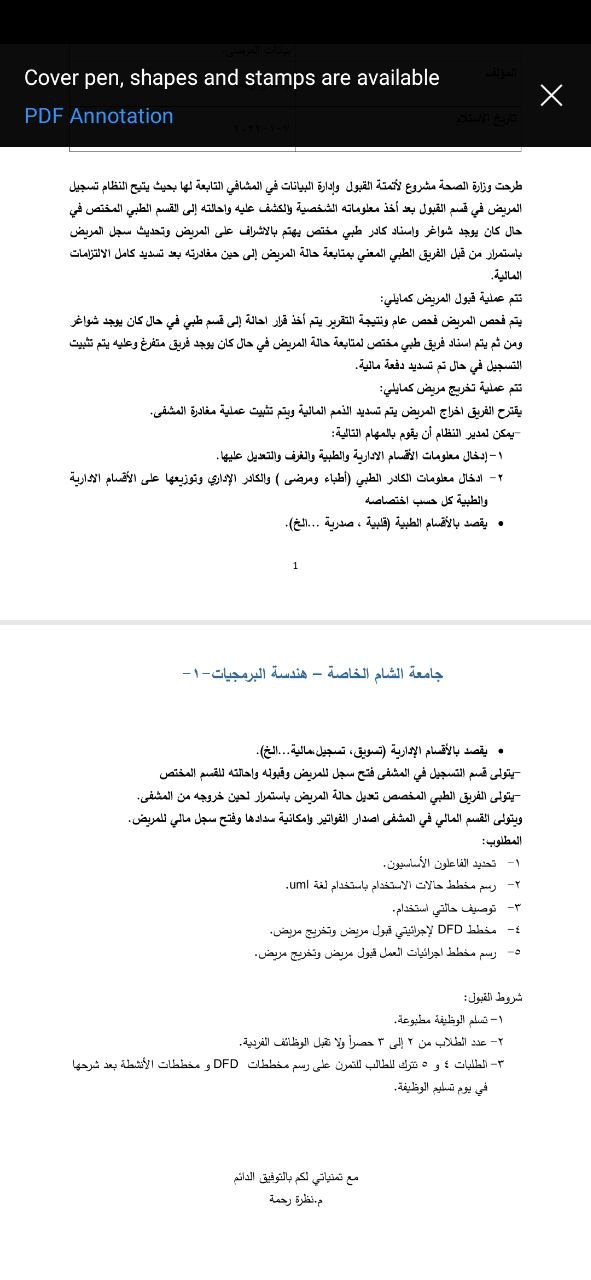 بيانات المرضى
Cover pen, shapes and stamps are available
المؤلف
PDF Annotation
تاريخ الاستلام
٢٠٢٢-١-٧
طرحت وزارة الصحة مشروع لأتمتة القبول وإدارة البيانات في المشافي التابعة لها بحيث يتيح النظام تسجيل
المريض في قسم القبول بعد أخذ معلوماته الشخصية والكشف عليه واحالته إلى القسم الطبي المختص في
حال كان يوجد شواغر واسناد كادر طبي مختص يهتم بالاشراف على المريض وتحديث سجل المريض
باستمرار من قبل الفريق الطبي المعني بمتابعة حالة المريض إلى حين مغادرته بعد تسديد كامل الالتزامات
المالية.
تتم عملية قبول المريض كمايلي:
يتم فحص المريض فحص عام ونتيجة التقرير يتم أخذ قرار احالة إلى قسم طبي في حال كان يوجد شواغر
ومن ثم يتم اسناد فريق طبي مختص لمتابعة حالة المريض في حال كان يوجد فريق متفرغ وعليه يتم تثبيت
التسجيل في حال تم تسديد دفعة مالية.
تتم عملية تخريج مريض كمايلي:
يقترح الفريق اخراج المريض يتم تسديد الذمم المالية ويتم تثبيت عملية مغادرة المشفى.
-يمكن لمدير النظام أن يقوم بالمهام التالية:
١- إدخال معلومات الأقسام الادارية والطبية والغرف والتعديل عليها.
٢- ادخال معلومات الكادر الطبي (أطباء ومرضى ) والكادر الإداري وتوزيعها على الأقسام الادارية
والطبية كل حسب اختصاصه
• يقصد بالأقسام الطبية (قلبية ، صدرية ...الخ).
1
جامعة الشام الخاصة – هندسة البرمجيات-١-
• يقصد بالأقسام الإدارية (تسويق، تسجيل،مالية...الخ).
-يتولى قسم التسجيل في المشفى فتح سجل للمريض وقبوله واحالته للقسم المختص
-يتولى الفريق الطبي المخصص تعديل حالة المريض باستمرار لحين خروجه من المشفى.
ويتولى القسم المالي في المشفى اصدار الفواتير وامكانية سدادها وفتح سجل مالي للمريض.
المطلوب:
١- تحديد الفاعلون الأساسيون.
٢- رسم مخطط حالات الاستخدام باستخدام لغة uml.
٣- توصيف حالتي استخدام.
٤- مخطط DFD لإجرائيتي قبول مريض وتخريج مريض.
٥- رسم مخطط اجرائيات العمل قبول مريض وتخريج مريض.
شروط القبول:
١- تسلم الوظيفة مطبوعة.
٢- عدد الطلاب من ٢ إلى ٣ حصراً ولا تقبل الوظائف الفردية.
٣- الطلبات ٤ و ٥ تترك للطالب للتمرن على رسم مخططات DFD و مخططات الأنشطة بعد شرحها
في يوم تسليم الوظيفة.
مع تمنياتي لكم بالتوفيق الدائم
م.نظرة رحمة